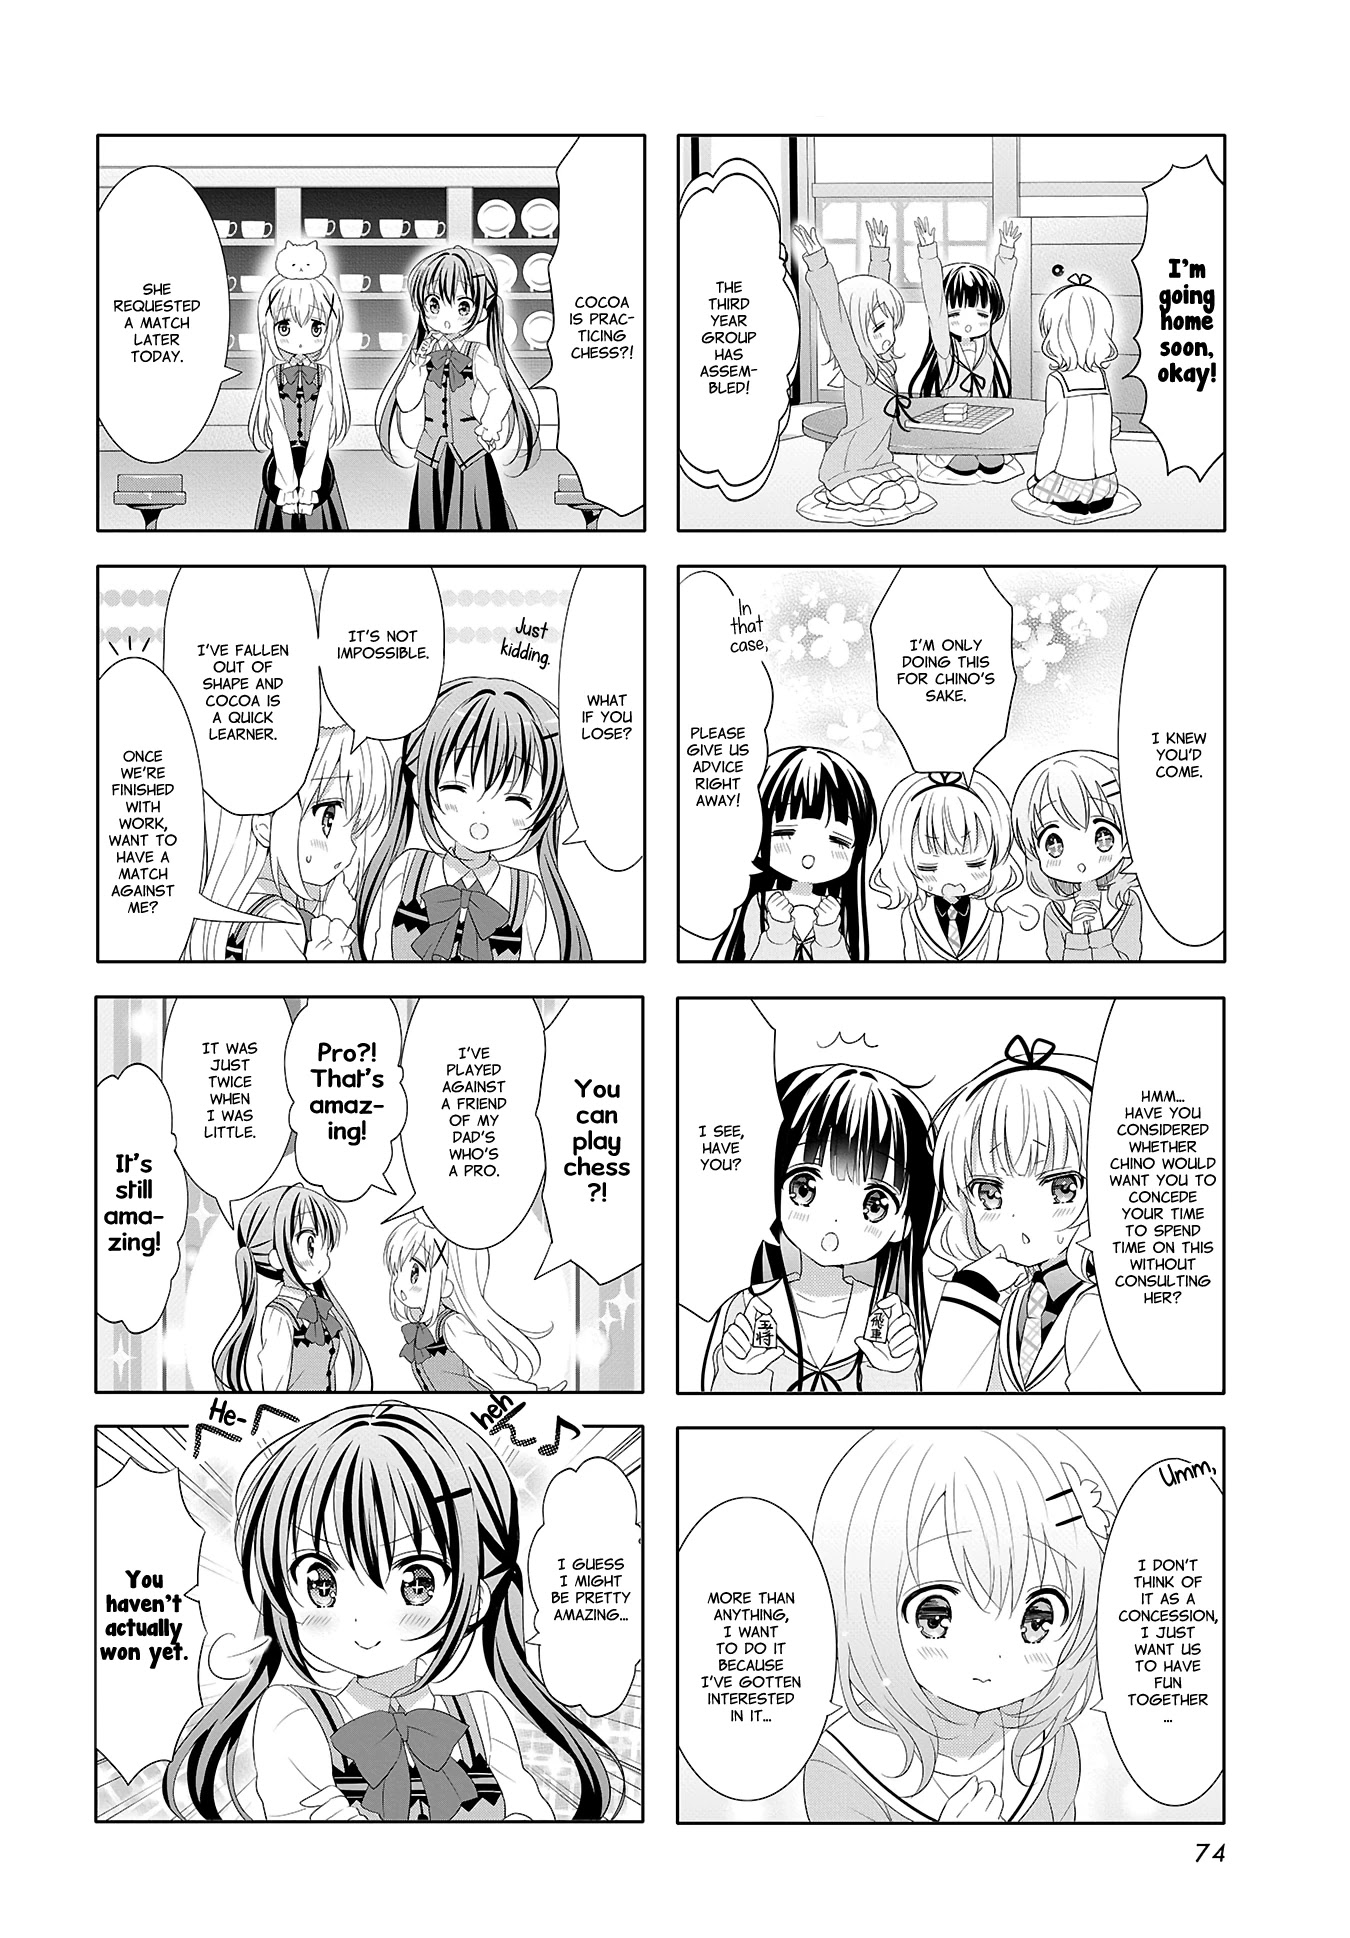 I'm
going
home
soon,
okay!
THE
THIRD
YEAR
GROUP
HAS
ASSEM-
BLED!
I KNEW
YOU'D
COME.
I'M ONLY
DOING THIS
FOR CHINO'S
SAKE.
In
that
case,
PLEASE
GIVE US
ADVICE
RIGHT
AWAY!
HMM...
HAVE YOU
CONSIDERED
WHETHER
CHINO WOULD
WANT YOU TO
CONCEDE
YOUR TIME
TO SPEND
TIME ON THIS
WITHOUT
CONSULTING
HER?
I SEE,
HAVE
YOU?
玉将
飛車
Umm,
I DON'T
THINK OF
IT AS A
CONCESSION,
I JUST
WANT US
TO HAVE
FUN
TOGETHER
...
MORE THAN
ANYTHING,
I WANT
TO DO IT
BECAUSE
I'VE GOTTEN
INTERESTED
IN IT...
COCOA
IS PRAC-
TICING
CHESS?!
SHE
REQUESTED
A MATCH
LATER
TODAY.
WHAT
IF YOU
LOSE?
Just
kidding.
IT'S NOT
IMPOSSIBLE.
I'VE FALLEN
OUT OF
SHAPE AND
COCOA IS
A QUICK
LEARNER.
ONCE
WE'RE
FINISHED
WITH
WORK,
WANT TO
HAVE A
MATCH
AGAINST
ME?
You
can
play
chess
?!
I'VE
PLAYED
AGAINST
A FRIEND
OF MY
DAD'S
WHO'S
A PRO.
Pro?!
That's
amaz-
ing!
IT WAS
JUST
TWICE
WHEN
I WAS
LITTLE.
It's
still
ama-
zing!
He-
heh
I GUESS
I MIGHT
BE PRETTY
AMAZING...
You
haven't
actually
won yet.
74